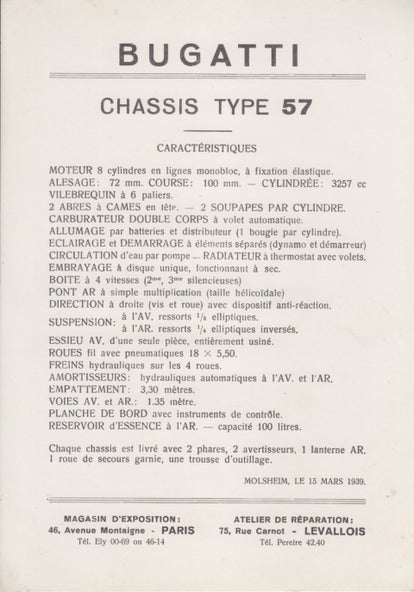 BUGATTI
CHASSIS TYPE 57
CARACTÉRISTIQUES
MOTEUR 8 cylindres en lignes monobloc, à fixation élastique.
ALESAGE: 72 mm. COURSE: 100 mm. — CYLINDRÉE: 3257 cc
VILEBREQUIN à 6 paliers.
2 ABRES à CAMES en tête. — 2 SOUPAPES PAR CYLINDRE.
CARBURATEUR DOUBLE CORPS à volet automatique.
ALLUMAGE par batteries et distributeur (1 bougie par cylindre).
ECLAIRAGE et DEMARRAGE à éléments séparés (dynamo et démarreur)
CIRCULATION d'eau par pompe — RADIATEUR à thermostat avec volets.
EMBRAYAGE à disque unique, fonctionnant à sec.
BOITE à 4 vitesses (2me, 3me silencieuses)
PONT AR à simple multiplication (taille hélicoïdale)
DIRECTION à droite (vis et roue) avec dispositif anti-réaction.
SUSPENSION: à l'AV. ressorts 1/2 elliptiques.
à l'AR. ressorts 1/4 elliptiques inversés.
ESSIEU AV. d'une seule pièce, entièrement usiné.
ROUES fil avec pneumatiques 18 × 5,50.
FREINS hydrauliques sur les 4 roues.
AMORTISSEURS: hydrauliques automatiques à l'AV. et l'AR.
EMPATTEMENT: 3,30 mètres.
VOIES AV. et AR.: 1.35 mètre.
PLANCHE DE BORD avec instruments de contrôle.
RESERVOIR d'ESSENCE à l'AR. — capacité 100 litres.
Chaque chassis est livré avec 2 phares, 2 avertisseurs, 1 lanterne AR.
1 roue de secours garnie, une trousse d'outillage.
MOLSHEIM, LE 15 MARS 1939.
MAGASIN D'EXPOSITION:
46, Avenue Montaigne - PARIS
Tél. Ely 00-69 ou 46-14
ATELIER DE RÉPARATION:
75, Rue Carnot - LEVALLOIS
Tél. Pereire 42.40